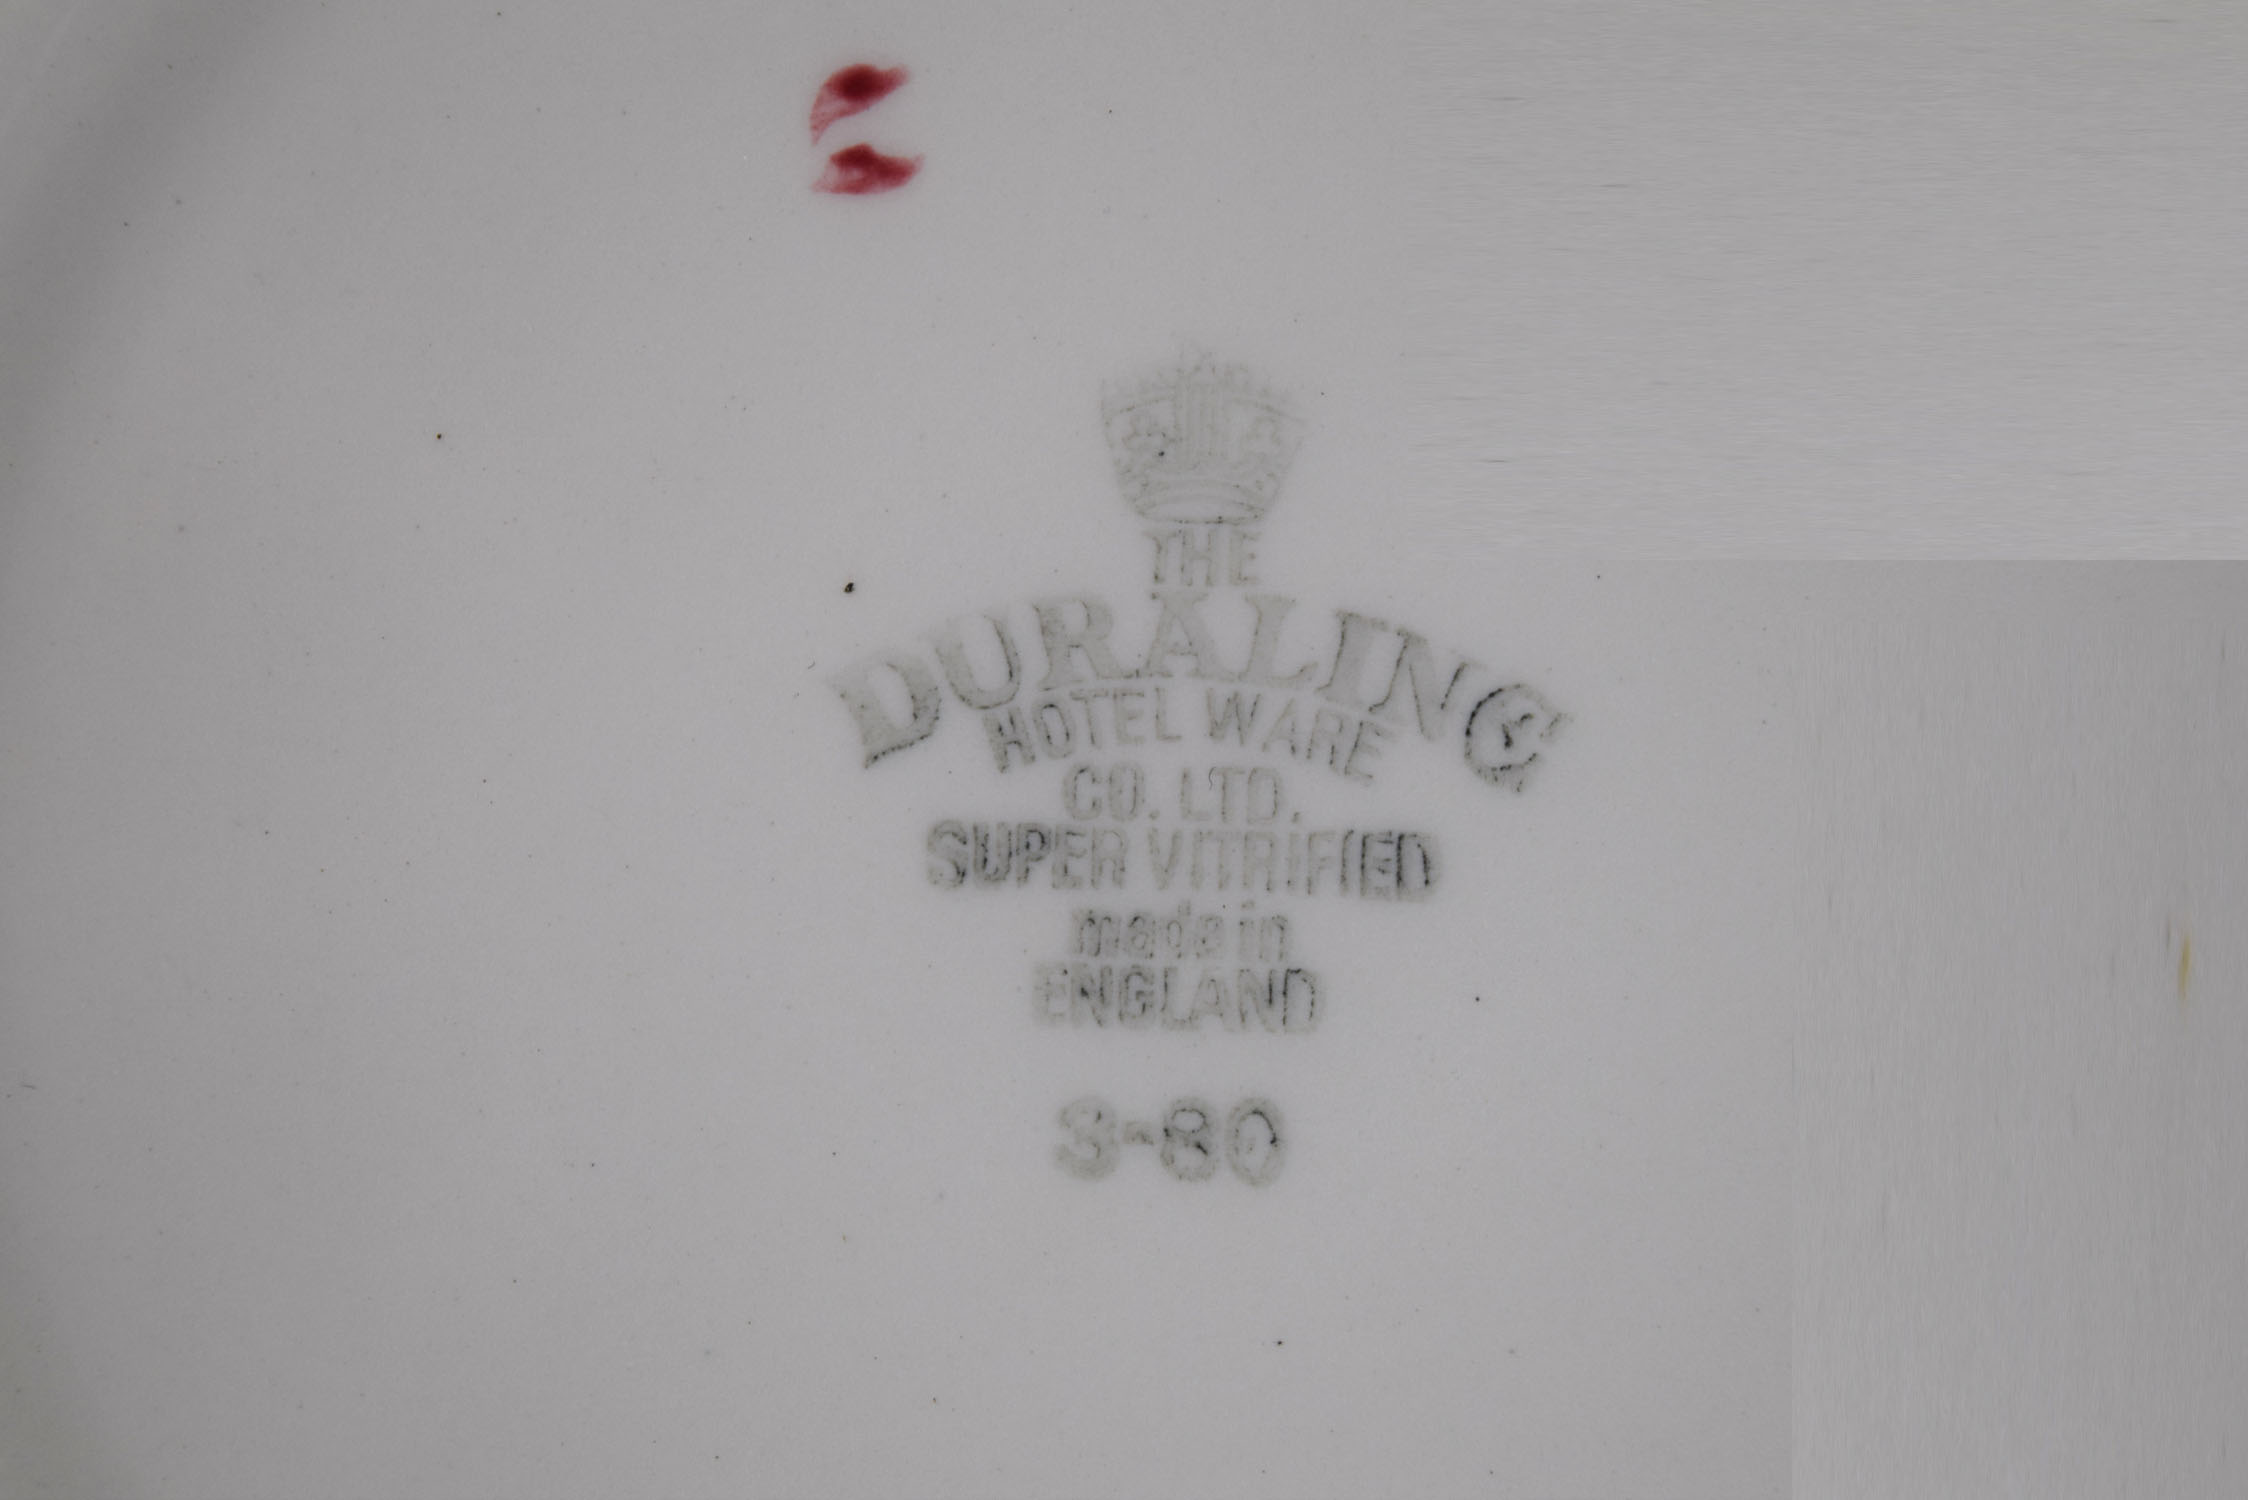 THE
DURALINE
HOTEL WARE
CO. LTD.
SUPER VITRIFIED
made in
ENGLAND
3-80